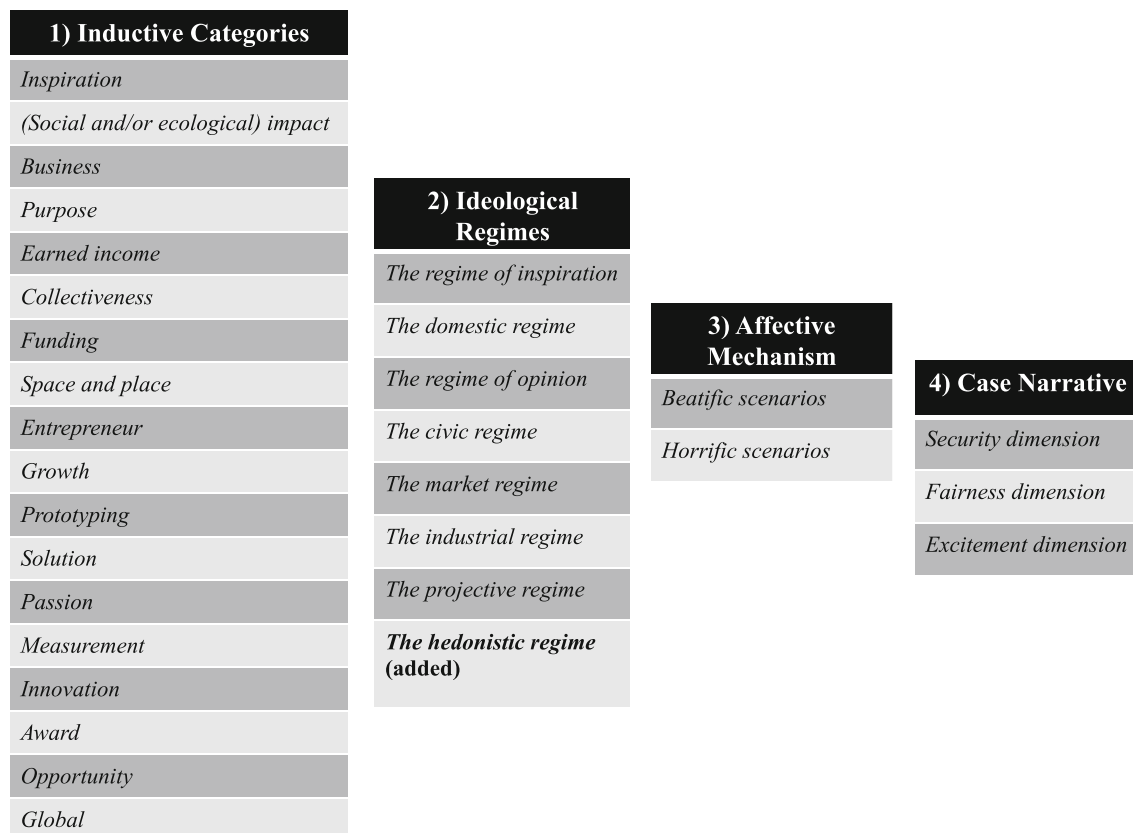 1) Inductive Categories
Inspiration
(Social and/or ecological) impact
Business
Purpose
Earned income
Collectiveness
Funding
Space and place
Entrepreneur
Growth
Prototyping
Solution
Passion
Measurement
Innovation
Award
Opportunity
Global
2) Ideological
Regimes
The regime of inspiration
The domestic regime
The regime of opinion
The civic regime
The market regime
The industrial regime
The projective regime
The hedonistic regime
(added)
3) Affective
Mechanism
Beatific scenarios
Horrific scenarios
4) Case Narrative
Security dimension
Fairness dimension
Excitement dimension